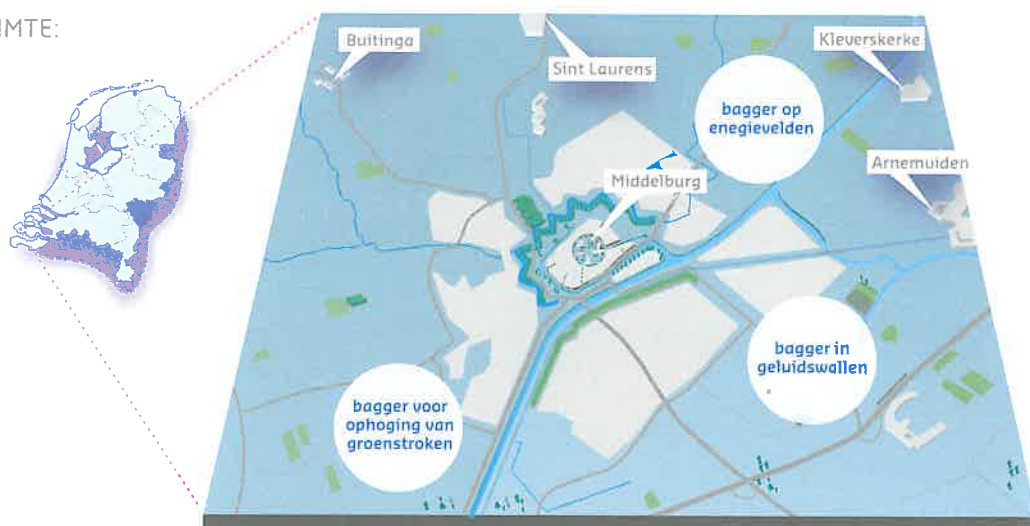 IMTE:
Buitinga
Sint Laurens
Kleverskerke
bagger op
enegievelden
Arnemuiden
Middelburg
bagger in
geluidswallen
bagger voor
ophoging van
groenstroken